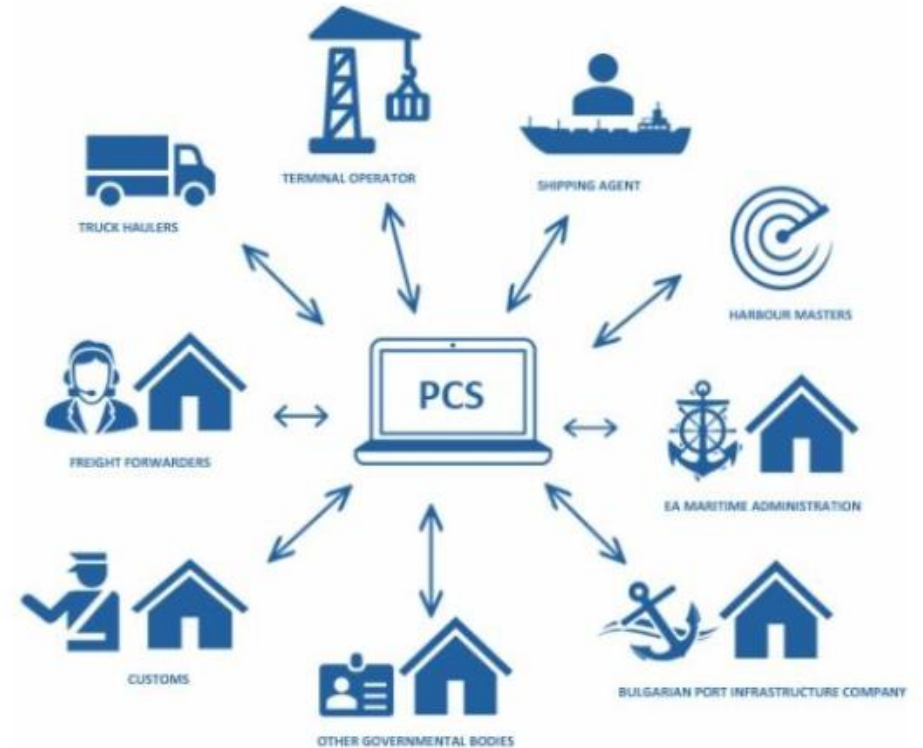 TERMINAL OPERATOR
SHIPPING AGENT
TRUCK HAULERS
HARBOUR MASTERS
PCS
FREIGHT FORWARDERS
EA MARITIME ADMINISTRATION
CUSTOMS
BULGARIAN PORT INFRASTRUCTURE COMPANY
OTHER GOVERNMENTAL BODIES